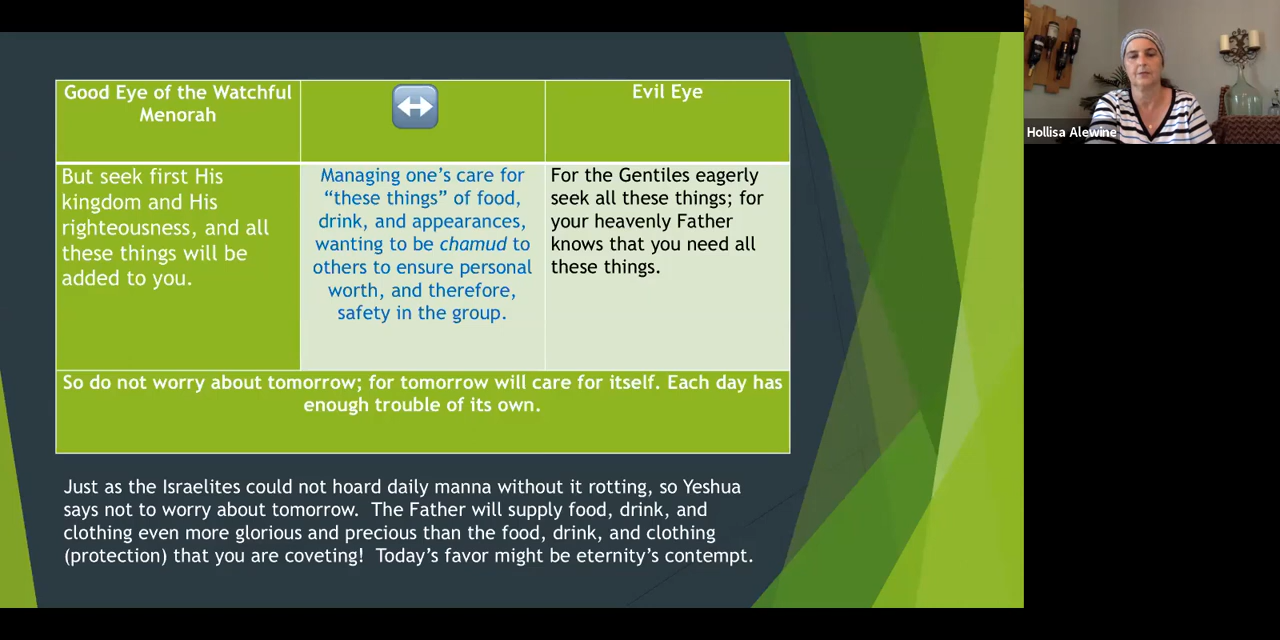 Good Eye of the Watchful
Menorah
Evil Eye
But seek first His
kingdom and His
righteousness, and all
these things will be
added to you.
Managing one’s care for
“these things” of food,
drink, and appearances,
wanting to be chamud to
others to ensure personal
worth, and therefore,
safety in the group.
For the Gentiles eagerly
seek all these things; for
your heavenly Father
knows that you need all
these things.
So do not worry about tomorrow; for tomorrow will care for itself. Each day has
enough trouble of its own.
Just as the Israelites could not hoard daily manna without it rotting, so Yeshua
says not to worry about tomorrow.  The Father will supply food, drink, and
clothing even more glorious and precious than the food, drink, and clothing
(protection) that you are coveting!  Today’s favor might be eternity’s contempt.
Hollisa Alewine